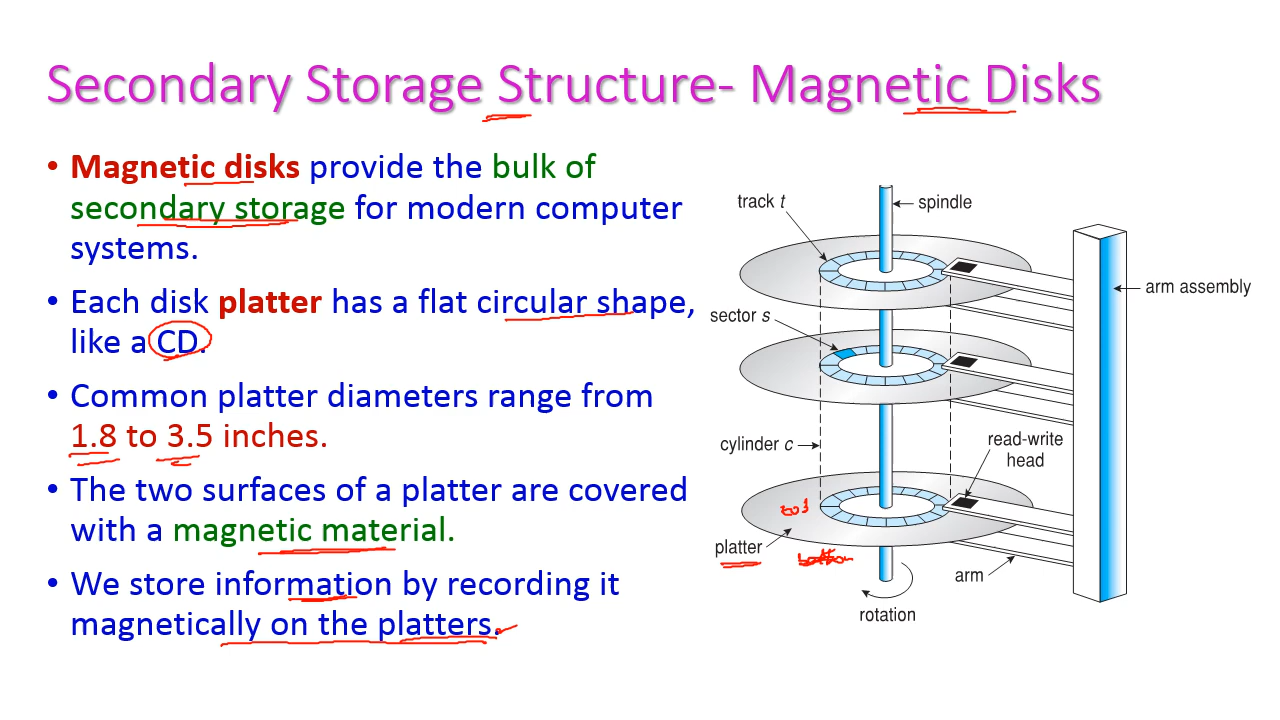 Secondary Storage Structure- Magnetic Disks
• Magnetic disks provide the bulk of
secondary storage for modern computer
systems.
• Each disk platter has a flat circular shape,
like a CD.
• Common platter diameters range from
1.8 to 3.5 inches.
• The two surfaces of a platter are covered
with a magnetic material.
• We store information by recording it
magnetically on the platters.
track t
spindle
arm assembly
sector s
cylinder c
read-write
head
platter
arm
rotation